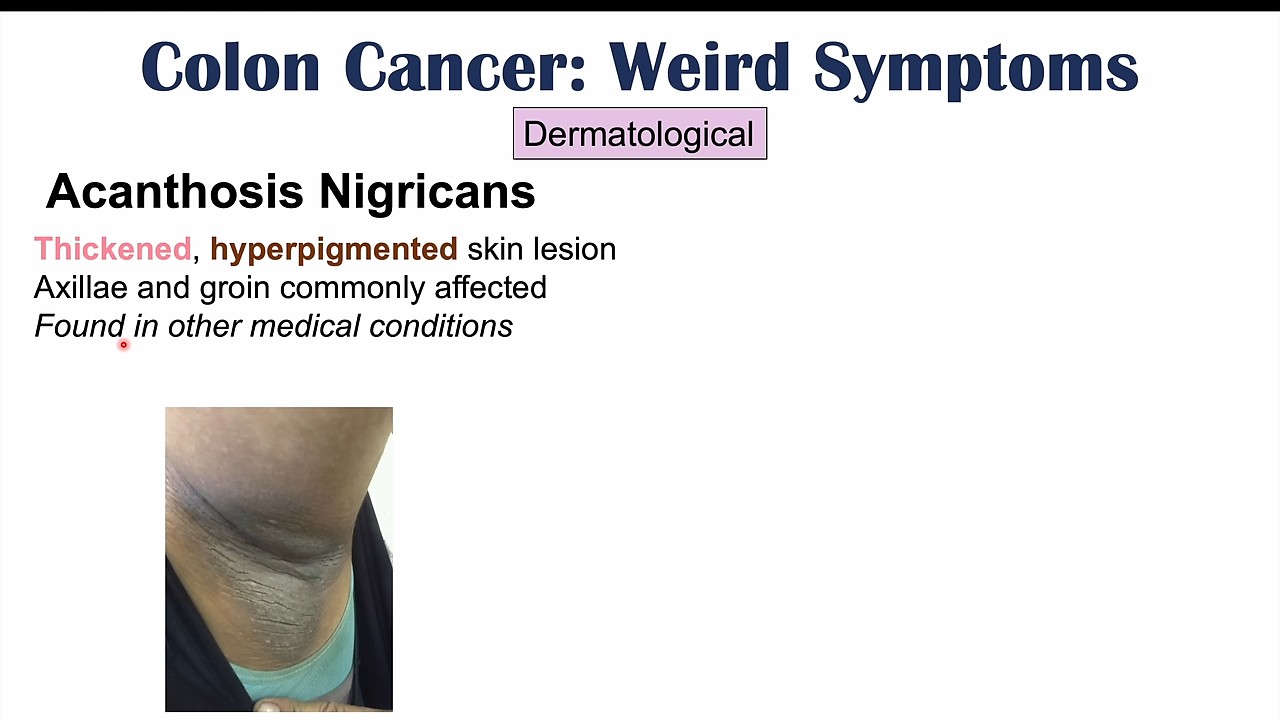 Colon Cancer: Weird Symptoms
Dermatological
Acanthosis Nigricans
Thickened, hyperpigmented skin lesion
Axillae and groin commonly affected
Found in other medical conditions